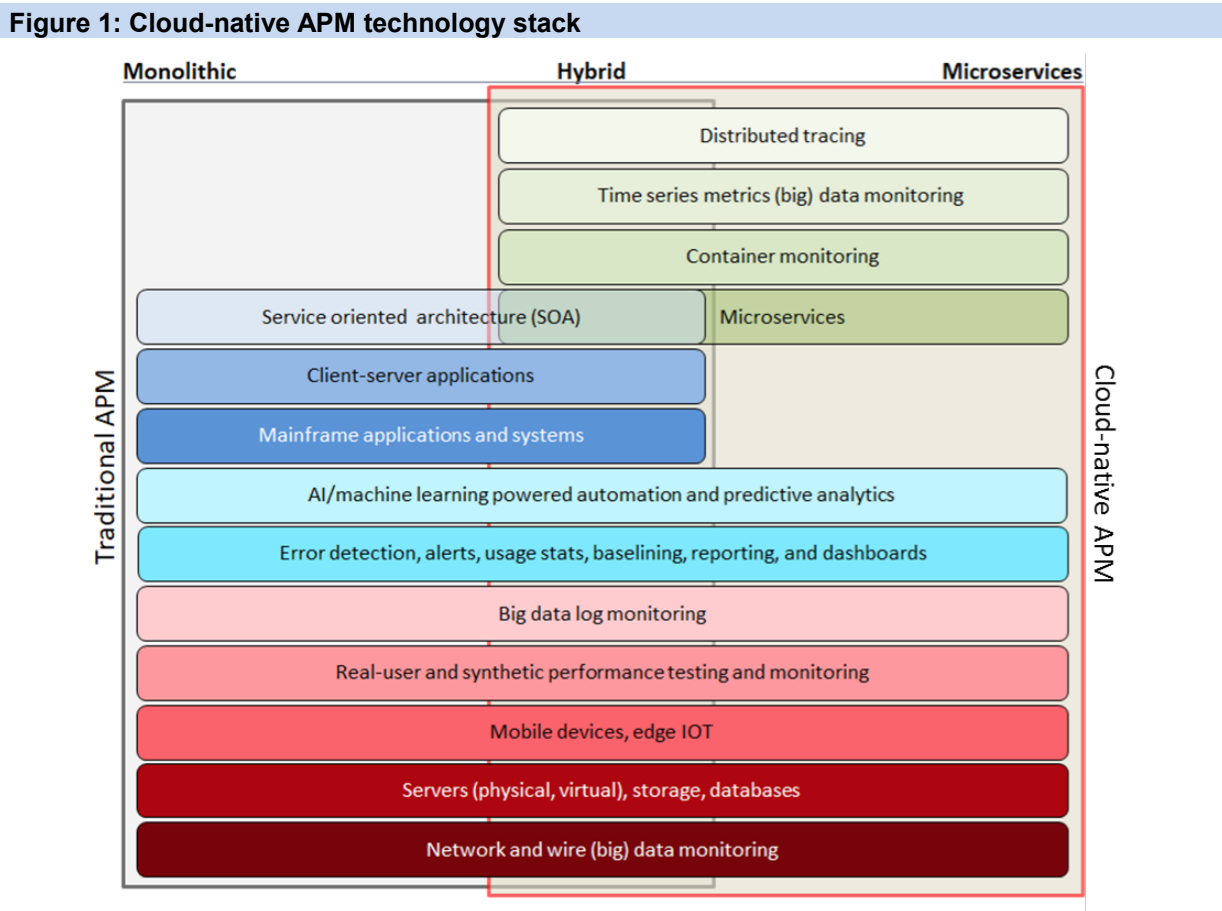 Figure 1: Cloud-native APM technology stack
Monolithic Hybrid Microservices
Distributed tracing
Time series metrics (big) data monitoring
Container monitoring
Service oriented architecture (SOA) Microservices
Client-server applications
Mainframe applications and systems
AI/machine learning powered automation and predictive analytics
Error detection, alerts, usage stats, baselining, reporting, and dashboards
Big data log monitoring
Real-user and synthetic performance testing and monitoring
Mobile devices, edge IOT
Servers (physical, virtual), storage, databases
Network and wire (big) data monitoring
Traditional APM
Cloud-native APM